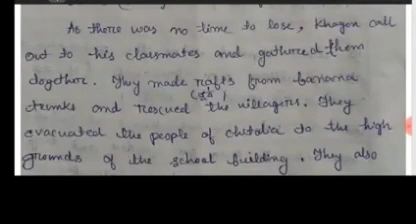 As there was no time to lose, Khagen call
out to his classmates and gathered them
together. They made rafts from banana
trunks and rescued the villagers. They
evacuated the people of chitalia to the high
grounds of the school building. They also